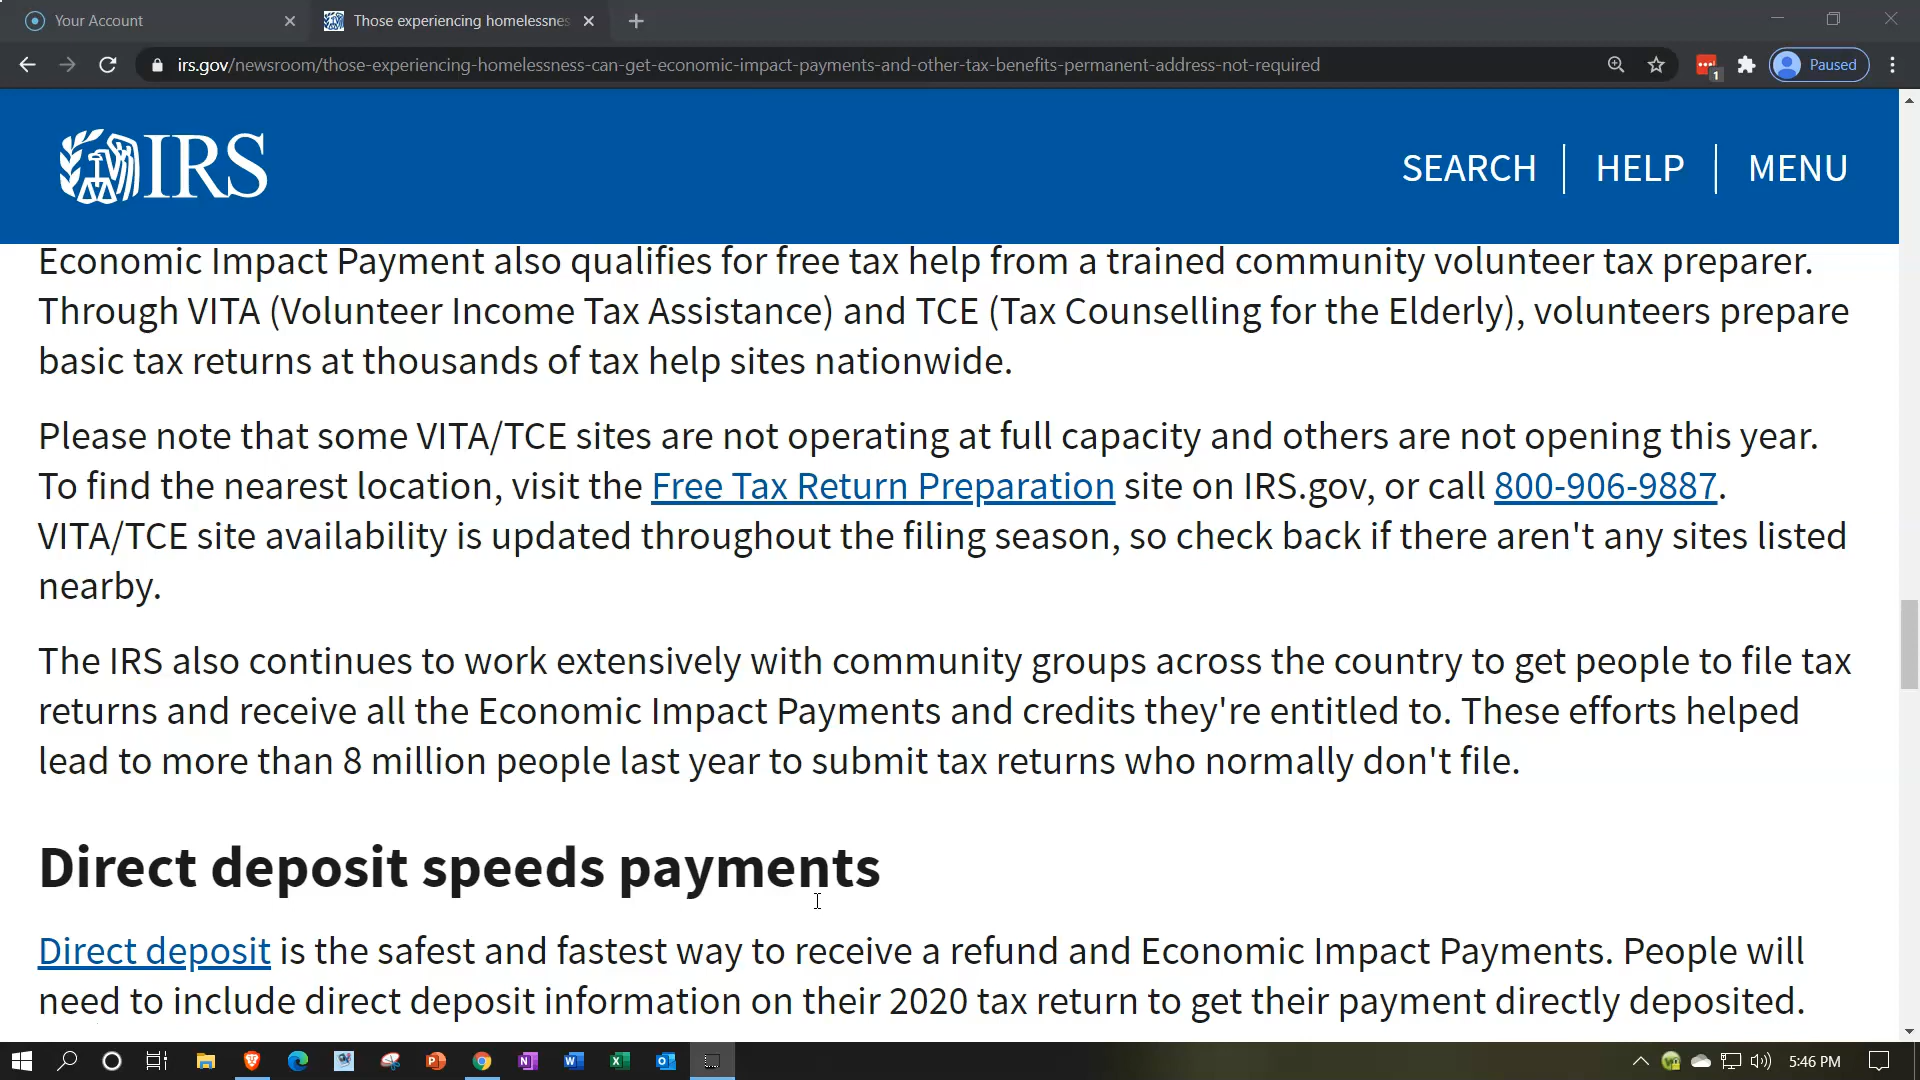 Your Account
Those experiencing homelessnes
irs.gov/newsroom/those-experiencing-homelessness-can-get-economic-impact-payments-and-other-tax-benefits-permanent-address-not-required
1
Paused
IRS
SEARCH
HELP
MENU
Economic Impact Payment also qualifies for free tax help from a trained community volunteer tax preparer.
Through VITA (Volunteer Income Tax Assistance) and TCE (Tax Counselling for the Elderly), volunteers prepare
basic tax returns at thousands of tax help sites nationwide.
Please note that some VITA/TCE sites are not operating at full capacity and others are not opening this year.
To find the nearest location, visit the Free Tax Return Preparation site on IRS.gov, or call 800-906-9887.
VITA/TCE site availability is updated throughout the filing season, so check back if there aren't any sites listed
nearby.
The IRS also continues to work extensively with community groups across the country to get people to file tax
returns and receive all the Economic Impact Payments and credits they're entitled to. These efforts helped
lead to more than 8 million people last year to submit tax returns who normally don't file.
Direct deposit speeds payments
Direct deposit is the safest and fastest way to receive a refund and Economic Impact Payments. People will
need to include direct deposit information on their 2020 tax return to get their payment directly deposited.
5:46 PM